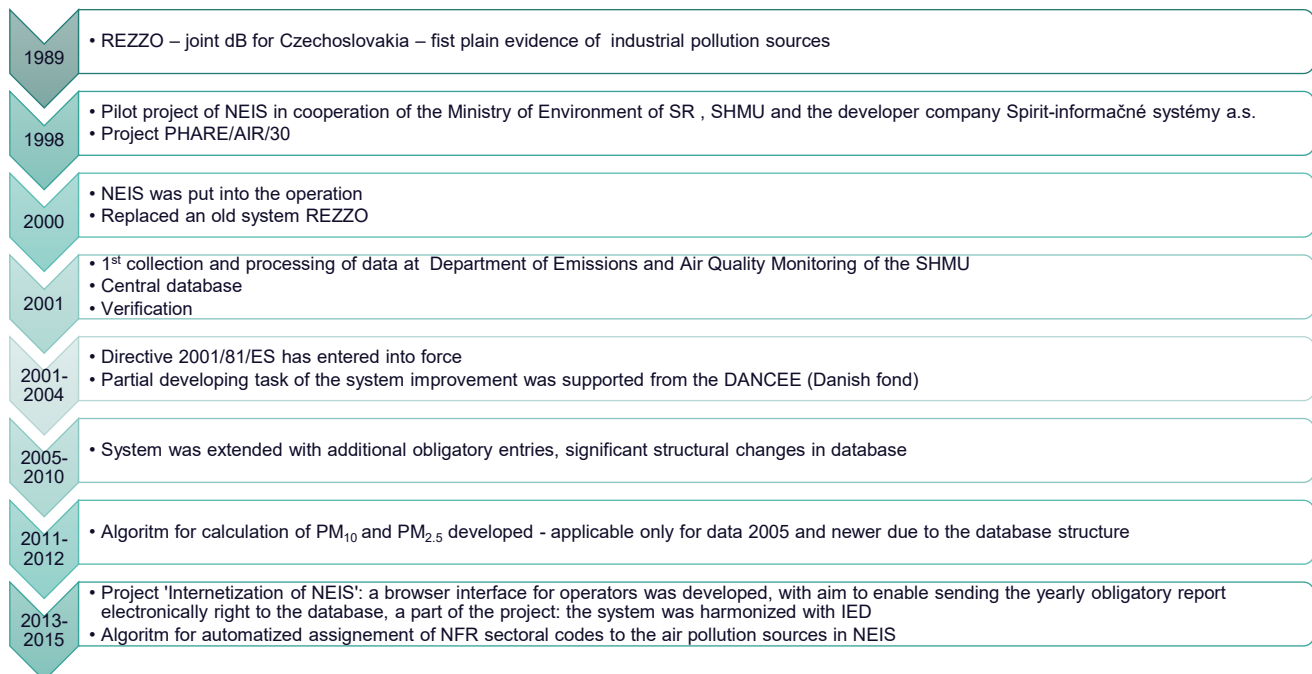 1989
• REZZO – joint dB for Czechoslovakia – fist plain evidence of industrial pollution sources
1998
• Pilot project of NEIS in cooperation of the Ministry of Environment of SR , SHMU and the developer company Spirit-informačné systémy a.s.
• Project PHARE/AIR/30
2000
• NEIS was put into the operation
• Replaced an old system REZZO
2001
• 1st collection and processing of data at Department of Emissions and Air Quality Monitoring of the SHMU
• Central database
• Verification
2001-
2004
• Directive 2001/81/ES has entered into force
• Partial developing task of the system improvement was supported from the DANCEE (Danish fond)
2005-
2010
• System was extended with additional obligatory entries, significant structural changes in database
2011-
2012
• Algoritm for calculation of PM10 and PM2.5 developed - applicable only for data 2005 and newer due to the database structure
2013-
2015
• Project 'Internetization of NEIS': a browser interface for operators was developed, with aim to enable sending the yearly obligatory report
electronically right to the database, a part of the project: the system was harmonized with IED
• Algoritm for automatized assignement of NFR sectoral codes to the air pollution sources in NEIS